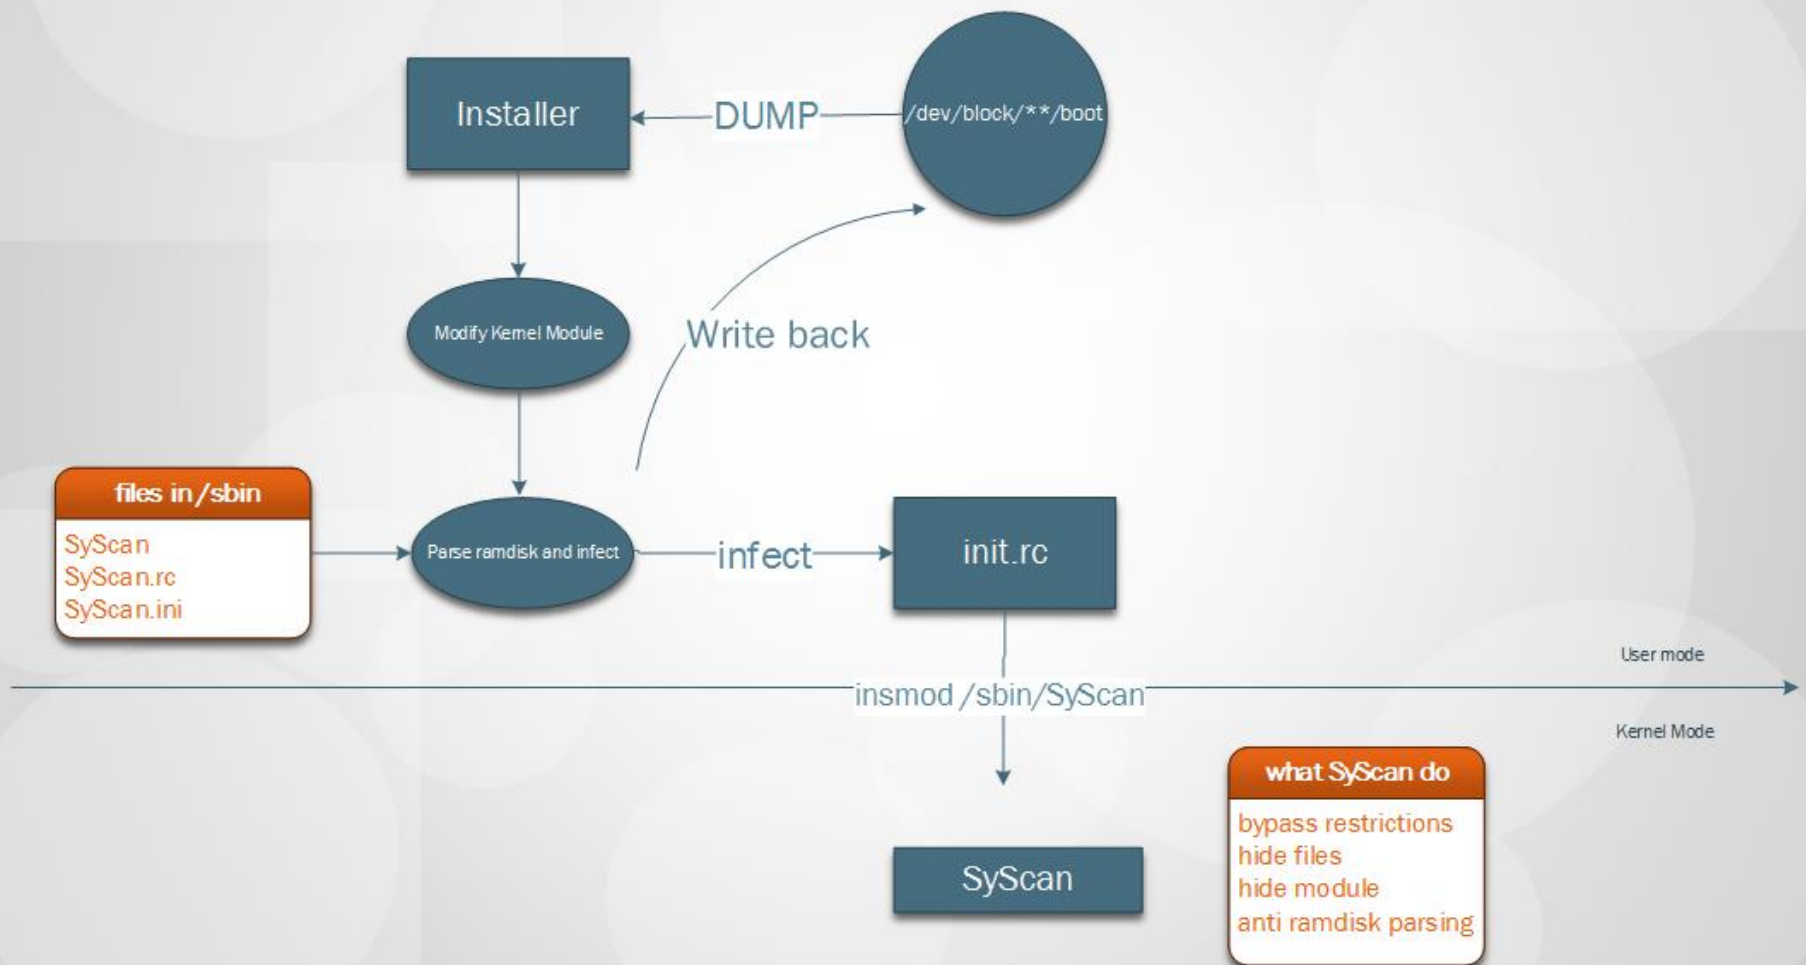 Installer
DUMP
/dev/block/**/boot
Modify Kernel Module
Write back
files in /sbin
SyScan
SyScan.rc
SyScan.ini
Parse ramdisk and infect
infect
init.rc
User mode
insmod /sbin/SyScan
Kernel Mode
what SyScan do
bypass restrictions
hide files
hide module
anti ramdisk parsing
SyScan